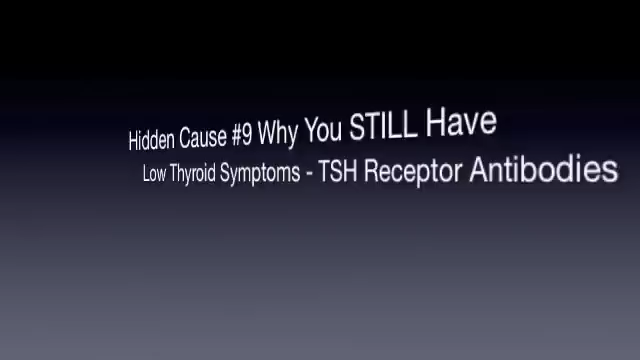 Hidden Cause #9 Why You STILL Have
Low Thyroid Symptoms - TSH Receptor Antibodies